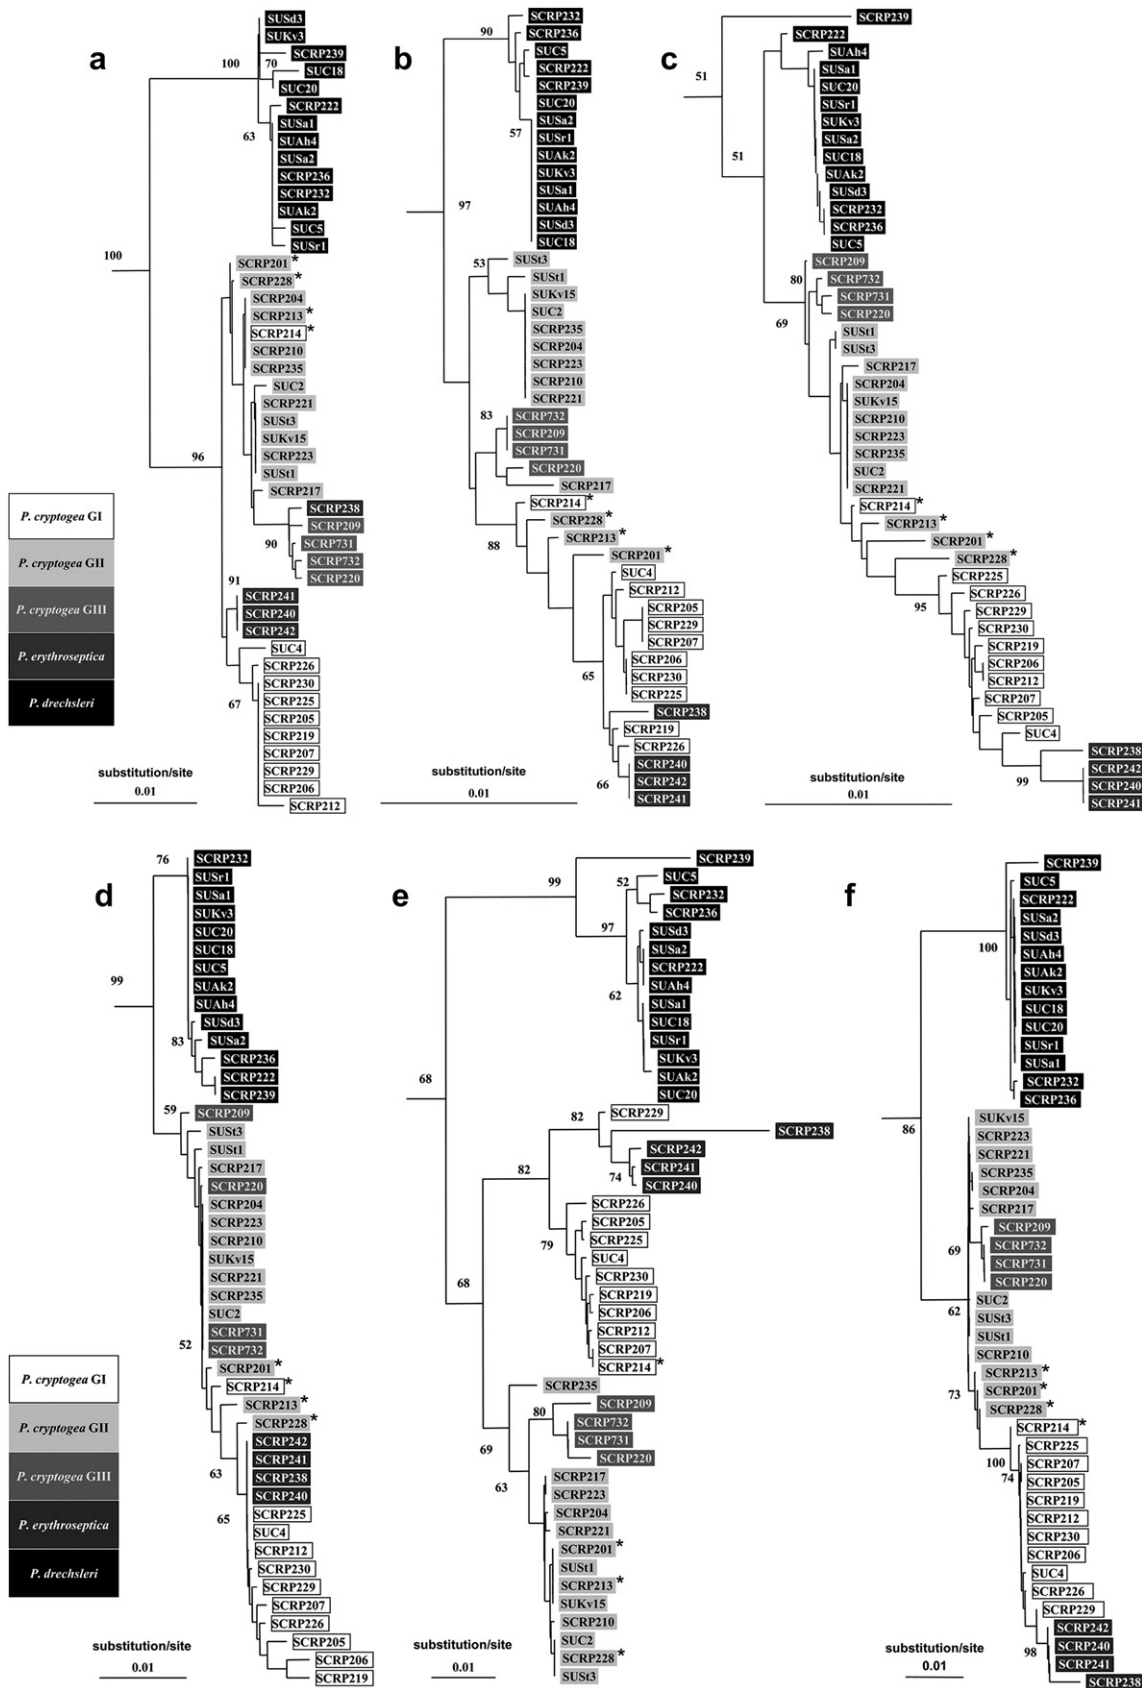 a
SUSd3
SUKv3
SCRP239
100
70
SUC18
SUC20
SCRP222
63
SUSa1
SUAh4
SUSa2
SCRP236
SCRP232
SUAk2
SUC5
SUSr1
100
SCRP201*
SCRP228*
SCRP204
SCRP213*
SCRP214*
SCRP210
SCRP235
SUC2
SCRP221
SUSt3
SUKv15
96
SCRP223
SUSt1
SCRP217
SCRP238
SCRP209
90
SCRP731
SCRP732
SCRP220
91
SCRP241
SCRP240
SCRP242
SUC4
SCRP226
SCRP230
67
SCRP225
SCRP205
SCRP219
SCRP207
SCRP229
SCRP206
SCRP212
P. cryptogea GI
P. cryptogea GII
P. cryptogea GIII
P. erythroseptica
P. drechsleri
substitution/site
0.01
b
SCRP232
90
SCRP236
SUC5
SCRP222
SCRP239
SUC20
SUSa2
57
SUSr1
SUAk2
SUKv3
SUSa1
97
SUAh4
SUSd3
SUC18
53
SUSt3
SUSt1
SUKv15
SUC2
SCRP235
SCRP204
SCRP223
SCRP210
SCRP221
83
SCRP732
SCRP209
SCRP731
SCRP220
SCRP217
SCRP214*
SCRP228*
SCRP213*
88
SCRP201*
SUC4
SCRP212
SCRP205
SCRP229
SCRP207
SCRP206
65
SCRP230
SCRP225
SCRP238
SCRP219
SCRP226
SCRP240
66
SCRP242
SCRP241
substitution/site
0.01
c
SCRP239
SCRP222
SUAh4
51
SUSa1
SUC20
SUSr1
SUKv3
SUSa2
51
SUC18
SUAk2
SUSd3
SCRP232
SCRP236
SUC5
SCRP209
80
SCRP732
SCRP731
SCRP220
69
SUSt1
SUSt3
SCRP217
SCRP204
SUKv15
SCRP210
SCRP223
SCRP235
SUC2
SCRP221
SCRP214*
SCRP213*
SCRP201*
SCRP228*
SCRP225
95
SCRP226
SCRP229
SCRP230
SCRP219
SCRP206
SCRP212
SCRP207
SCRP205
SUC4
SCRP238
SCRP242
99
SCRP240
SCRP241
substitution/site
0.01
d
76
SCRP232
SUSr1
SUSa1
SUKv3
SUC20
SUC18
SUC5
99
SUAk2
SUAh4
SUSd3
83
SUSa2
SCRP236
SCRP222
SCRP239
59
SCRP209
SUSt3
SUSt1
SCRP217
SCRP220
SCRP204
SCRP223
SCRP210
SUKv15
SCRP221
SCRP235
SUC2
SCRP731
52
SCRP732
SCRP201*
SCRP214*
SCRP213*
SCRP228*
SCRP242
63
SCRP241
SCRP238
SCRP240
65
SCRP225
SUC4
SCRP212
SCRP230
SCRP229
SCRP207
SCRP226
SCRP205
SCRP206
SCRP219
P. cryptogea GI
P. cryptogea GII
P. cryptogea GIII
P. erythroseptica
P. drechsleri
substitution/site
0.01
e
SCRP239
99
52
SUC5
SCRP232
SCRP236
97
SUSd3
SUSa2
SCRP222
SUAh4
62
SUSa1
SUC18
SUSr1
SUKv3
68
SUAk2
SUC20
82
SCRP229
SCRP238
SCRP242
82
74
SCRP241
SCRP240
SCRP226
SCRP205
79
SCRP225
SUC4
SCRP230
68
SCRP219
SCRP206
SCRP212
SCRP207
SCRP214*
SCRP235
80
SCRP209
SCRP732
69
SCRP731
SCRP220
63
SCRP217
SCRP223
SCRP204
SCRP221
SCRP201*
SUSt1
SCRP213*
SUKv15
SCRP210
SUC2
SCRP228*
SUSt3
substitution/site
0.01
f
SCRP239
SUC5
SCRP222
SUSa2
SUSd3
100
SUAh4
SUAk2
SUKv3
SUC18
SUC20
SUSr1
SUSa1
SCRP232
SCRP236
86
SUKv15
SCRP223
SCRP221
SCRP235
SCRP204
SCRP217
SCRP209
69
SCRP732
SCRP731
SCRP220
62
SUC2
SUSt3
SUSt1
SCRP210
SCRP213*
73
SCRP201*
SCRP228*
SCRP214*
SCRP225
100
SCRP207
74
SCRP205
SCRP219
SCRP212
SCRP230
SCRP206
SUC4
SCRP226
SCRP229
SCRP242
98
SCRP240
SCRP241
SCRP238
substitution/site
0.01